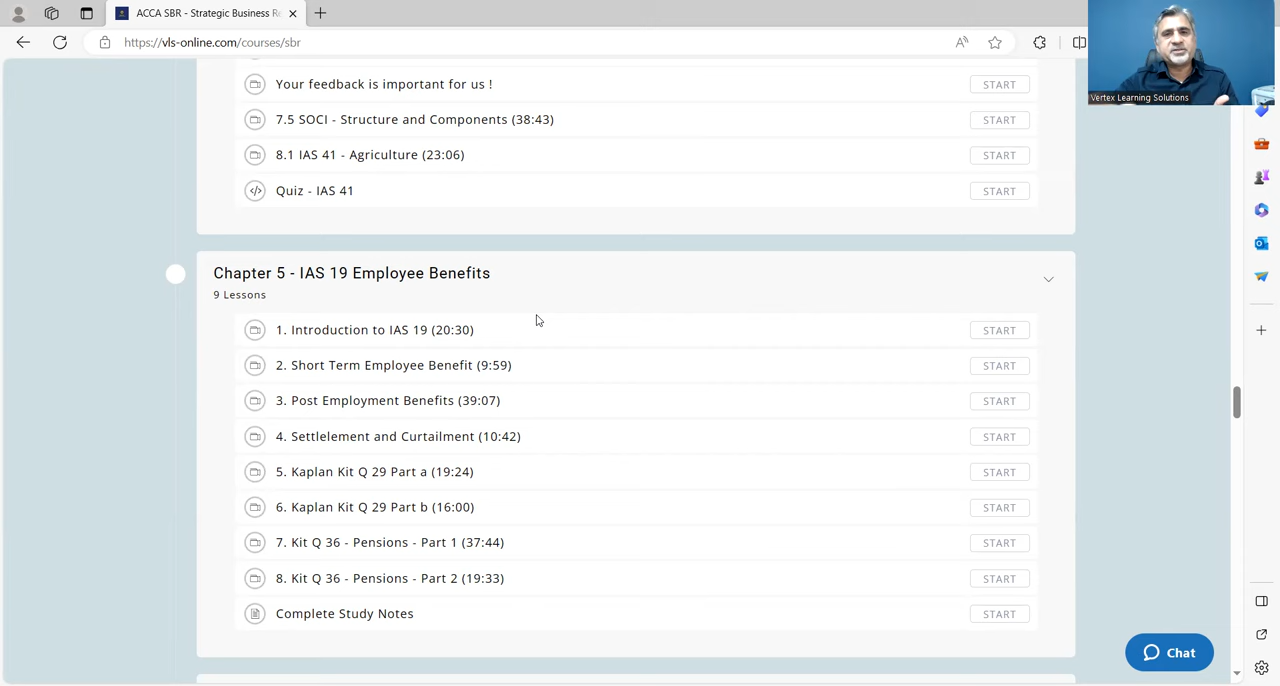 ACCA SBR - Strategic Business Re
https://vls-online.com/courses/sbr
Vertex Learning Solutions
Your feedback is important for us !
START
7.5 SOCI - Structure and Components (38:43)
START
8.1 IAS 41 - Agriculture (23:06)
START
Quiz - IAS 41
START
Chapter 5 - IAS 19 Employee Benefits
9 Lessons
1. Introduction to IAS 19 (20:30)
START
2. Short Term Employee Benefit (9:59)
START
3. Post Employment Benefits (39:07)
START
4. Settlelement and Curtailment (10:42)
START
5. Kaplan Kit Q 29 Part a (19:24)
START
6. Kaplan Kit Q 29 Part b (16:00)
START
7. Kit Q 36 - Pensions - Part 1 (37:44)
START
8. Kit Q 36 - Pensions - Part 2 (19:33)
START
Complete Study Notes
START
Chat